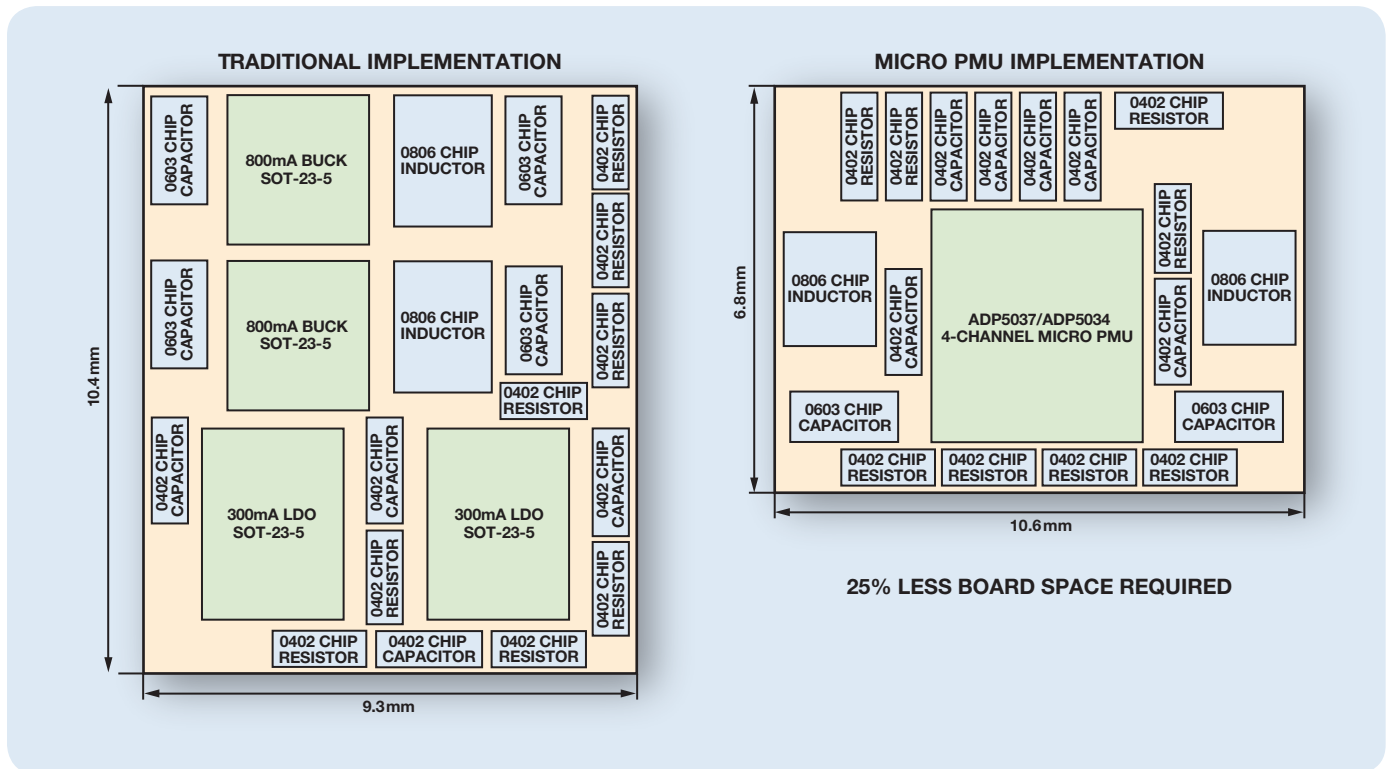 TRADITIONAL IMPLEMENTATION
0603 CHIP
CAPACITOR
800mA BUCK
SOT-23-5
0806 CHIP
INDUCTOR
0603 CHIP
CAPACITOR
0402 CHIP
RESISTOR
0402 CHIP
RESISTOR
0603 CHIP
CAPACITOR
800mA BUCK
SOT-23-5
0806 CHIP
INDUCTOR
0603 CHIP
CAPACITOR
0402 CHIP
RESISTOR
0402 CHIP
RESISTOR
10.4mm
0402 CHIP
CAPACITOR
300mA LDO
SOT-23-5
0402 CHIP
CAPACITOR
0402 CHIP
RESISTOR
300mA LDO
SOT-23-5
0402 CHIP
CAPACITOR
0402 CHIP
RESISTOR
0402 CHIP
RESISTOR
0402 CHIP
CAPACITOR
0402 CHIP
RESISTOR
9.3mm
MICRO PMU IMPLEMENTATION
0402 CHIP
RESISTOR
0402 CHIP
RESISTOR
0402 CHIP
CAPACITOR
0402 CHIP
CAPACITOR
0402 CHIP
CAPACITOR
0402 CHIP
CAPACITOR
0402 CHIP
RESISTOR
6.8mm
0806 CHIP
INDUCTOR
0402 CHIP
CAPACITOR
ADP5037/ADP5034
4-CHANNEL MICRO PMU
0402 CHIP
RESISTOR
0402 CHIP
CAPACITOR
0806 CHIP
INDUCTOR
0603 CHIP
CAPACITOR
0603 CHIP
CAPACITOR
0402 CHIP
RESISTOR
0402 CHIP
RESISTOR
0402 CHIP
RESISTOR
0402 CHIP
RESISTOR
10.6mm
25% LESS BOARD SPACE REQUIRED